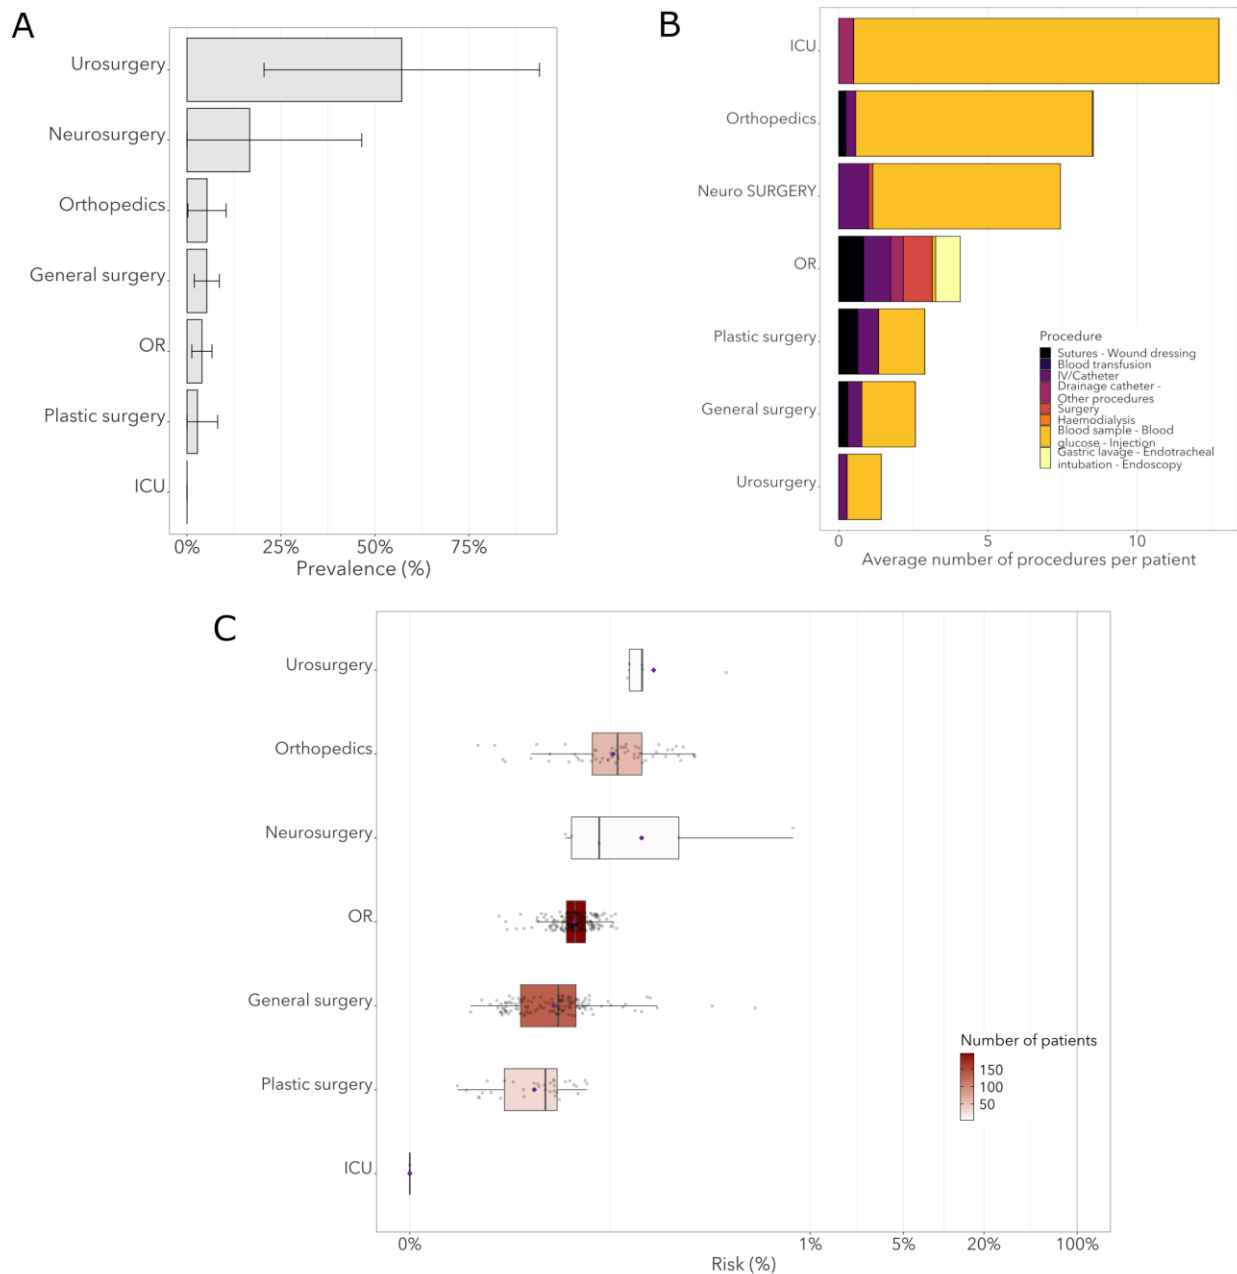 A
Urosurgery
Neurosurgery
Orthopedics
General surgery
OR
Plastic surgery
ICU
0%
25%
50%
75%
Prevalence (%)
B
ICU
Orthopedics
Neuro SURGERY
OR
Plastic surgery
General surgery
Urosurgery
Procedure
Sutures - Wound dressing
Blood transfusion
IV/Catheter
Drainage catheter -
Other procedures
Surgery
Haemodialysis
Blood sample - Blood
glucose - Injection
Gastric lavage - Endotracheal
intubation - Endoscopy
0
5
10
Average number of procedures per patient
C
Urosurgery
Orthopedics
Neurosurgery
OR
General surgery
Plastic surgery
ICU
Number of patients
150
100
50
0%
1%
5%
20%
100%
Risk (%)